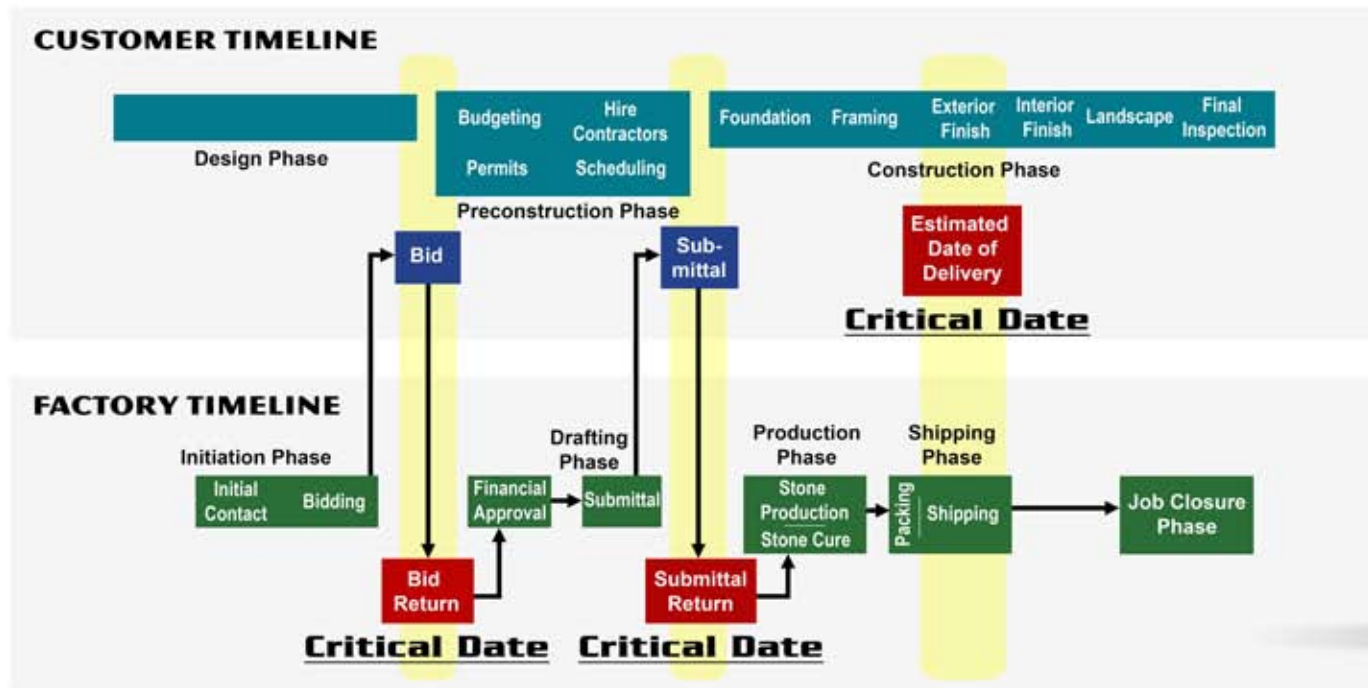 CUSTOMER TIMELINE
Design Phase
Budgeting
Hire
Contractors
Permits
Scheduling
Preconstruction Phase
Foundation
Framing
Exterior
Finish
Interior
Finish
Landscape
Final
Inspection
Construction Phase
Bid
Sub-
mittal
Estimated
Date of
Delivery
Critical Date
FACTORY TIMELINE
Initiation Phase
Initial
Contact
Bidding
Bid
Return
Critical Date
Financial
Approval
Drafting
Phase
Submittal
Submittal
Return
Critical Date
Production
Phase
Stone
Production
Stone Cure
Shipping
Phase
Packing
Shipping
Job Closure
Phase